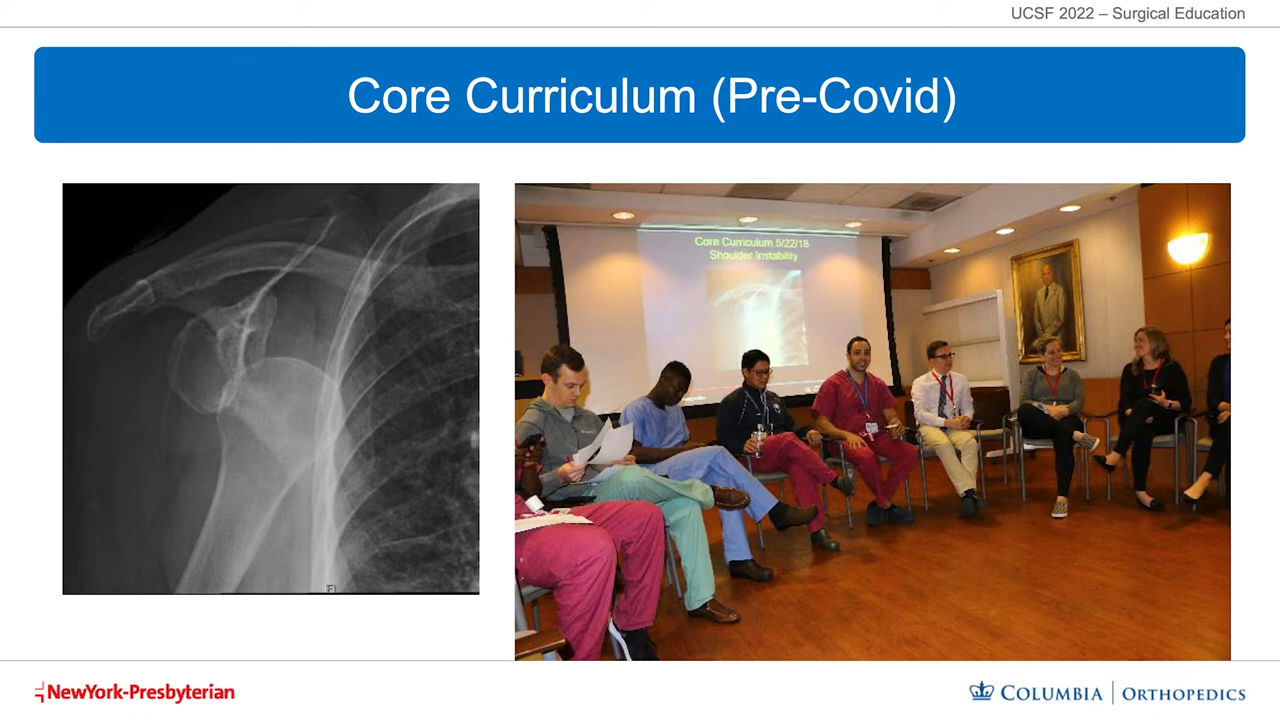 UCSF 2022 – Surgical Education
Core Curriculum (Pre-Covid)
Core Curriculum 5/22/18
Shoulder Instability
NewYork-Presbyterian
COLUMBIA | ORTHOPEDICS